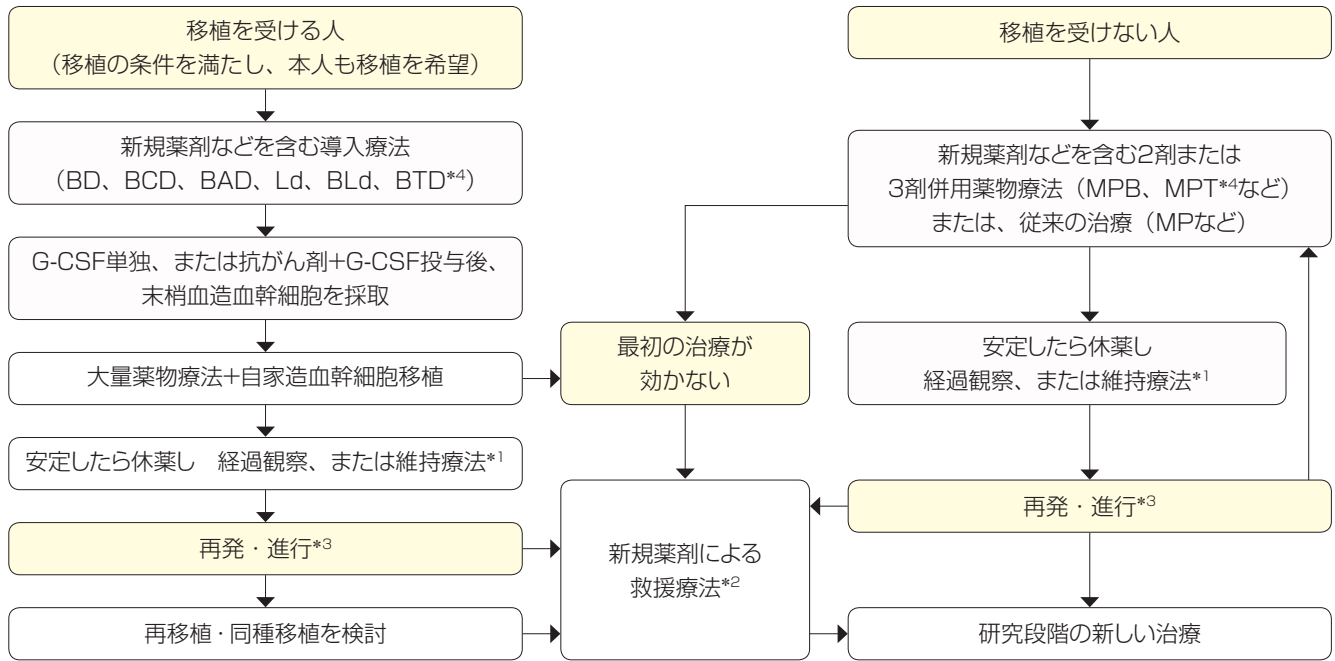 移植を受ける人
（移植の条件を満たし、本人も移植を希望）
新規薬剤などを含む導入療法
（BD、BCD、BAD、Ld、BLd、BTD*4）
G-CSF単独、または抗がん剤+G-CSF投与後、
末梢血造血幹細胞を採取
大量薬物療法+自家造血幹細胞移植
安定したら休薬し　経過観察、または維持療法*1
再発・進行*3
再移植・同種移植を検討
最初の治療が
効かない
新規薬剤による
救援療法*2
移植を受けない人
新規薬剤などを含む2剤または
3剤併用薬物療法（MPB、MPT*4など）
または、従来の治療（MPなど）
安定したら休薬し
経過観察、または維持療法*1
再発・進行*3
研究段階の新しい治療